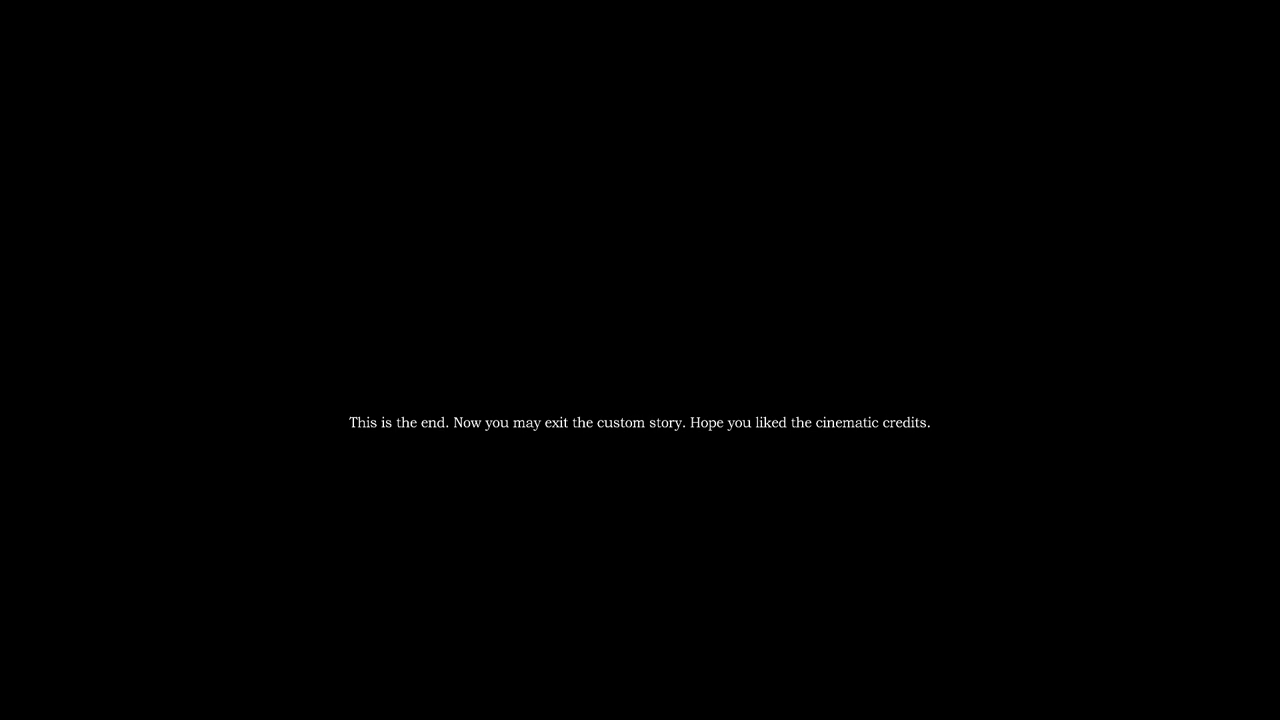 This is the end. Now you may exit the custom story. Hope you liked the cinematic credits.